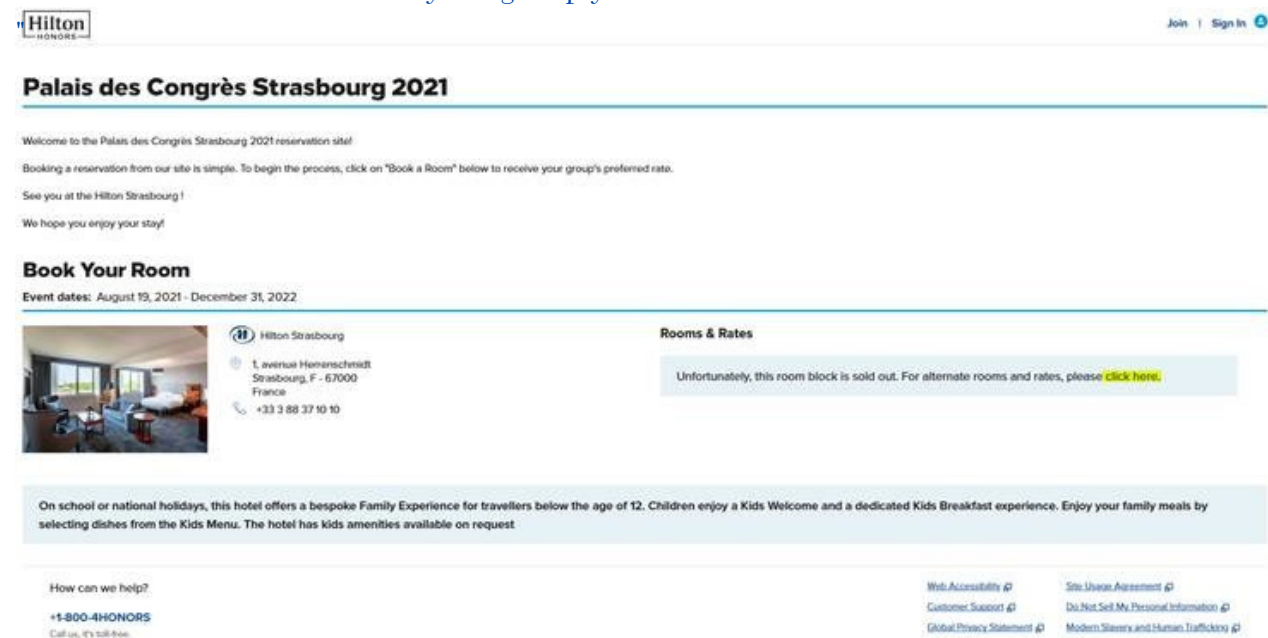 "Hilton
HONORS
Join | Sign In
Palais des Congrès Strasbourg 2021
Welcome to the Palais des Congrès Strasbourg 2021 reservation site!
Booking a reservation from our site is simple. To begin the process, click on "Book a Room" below to receive your group's preferred rate.
See you at the Hilton Strasbourg !
We hope you enjoy your stay!
Book Your Room
Event dates: August 19, 2021 - December 31, 2022
Hilton Strasbourg
1, avenue Herrenschmidt
Strasbourg, F - 67000
France
+33 3 88 37 10 10
Rooms & Rates
Unfortunately, this room block is sold out. For alternate rooms and rates, please click here.
On school or national holidays, this hotel offers a bespoke Family Experience for travellers below the age of 12. Children enjoy a Kids Welcome and a dedicated Kids Breakfast experience. Enjoy your family meals by
selecting dishes from the Kids Menu. The hotel has kids amenities available on request
How can we help?
+1-800-4HONORS
Call us, it's toll-free.
Web Accessibility
Customer Support
Global Privacy Statement
Site Usage Agreement
Do Not Sell My Personal Information
Modern Slavery and Human Trafficking